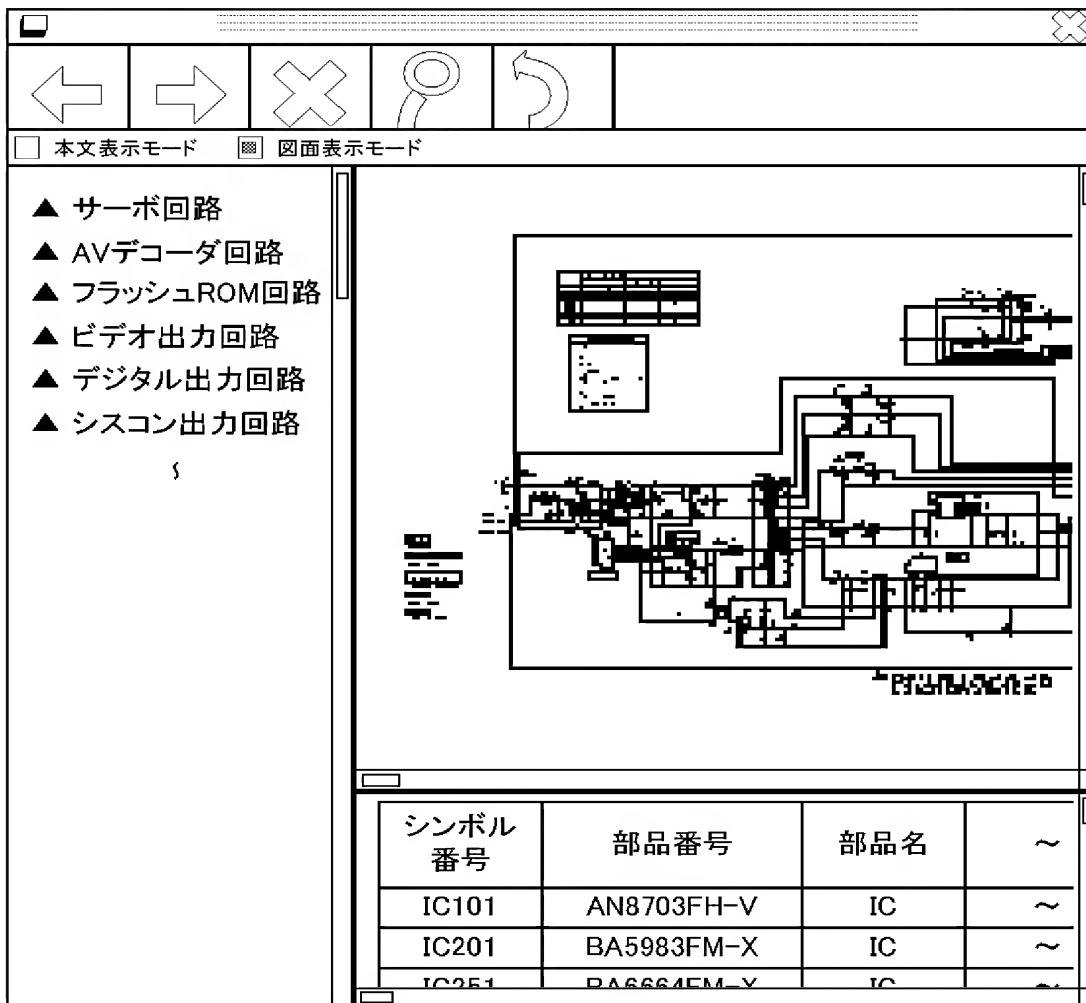 本文表示モード 図面表示モード
▲ サーボ回路
▲ AVデコーダ回路
▲ フラッシュROM回路
▲ ビデオ出力回路
▲ デジタル出力回路
▲ シスコン出力回路
~
シンボル番号 部品番号 部品名 ~
IC101 AN8703FH-V IC ~
IC201 BA5983FM-X IC ~
IC251 BA6664FM-X IC ~